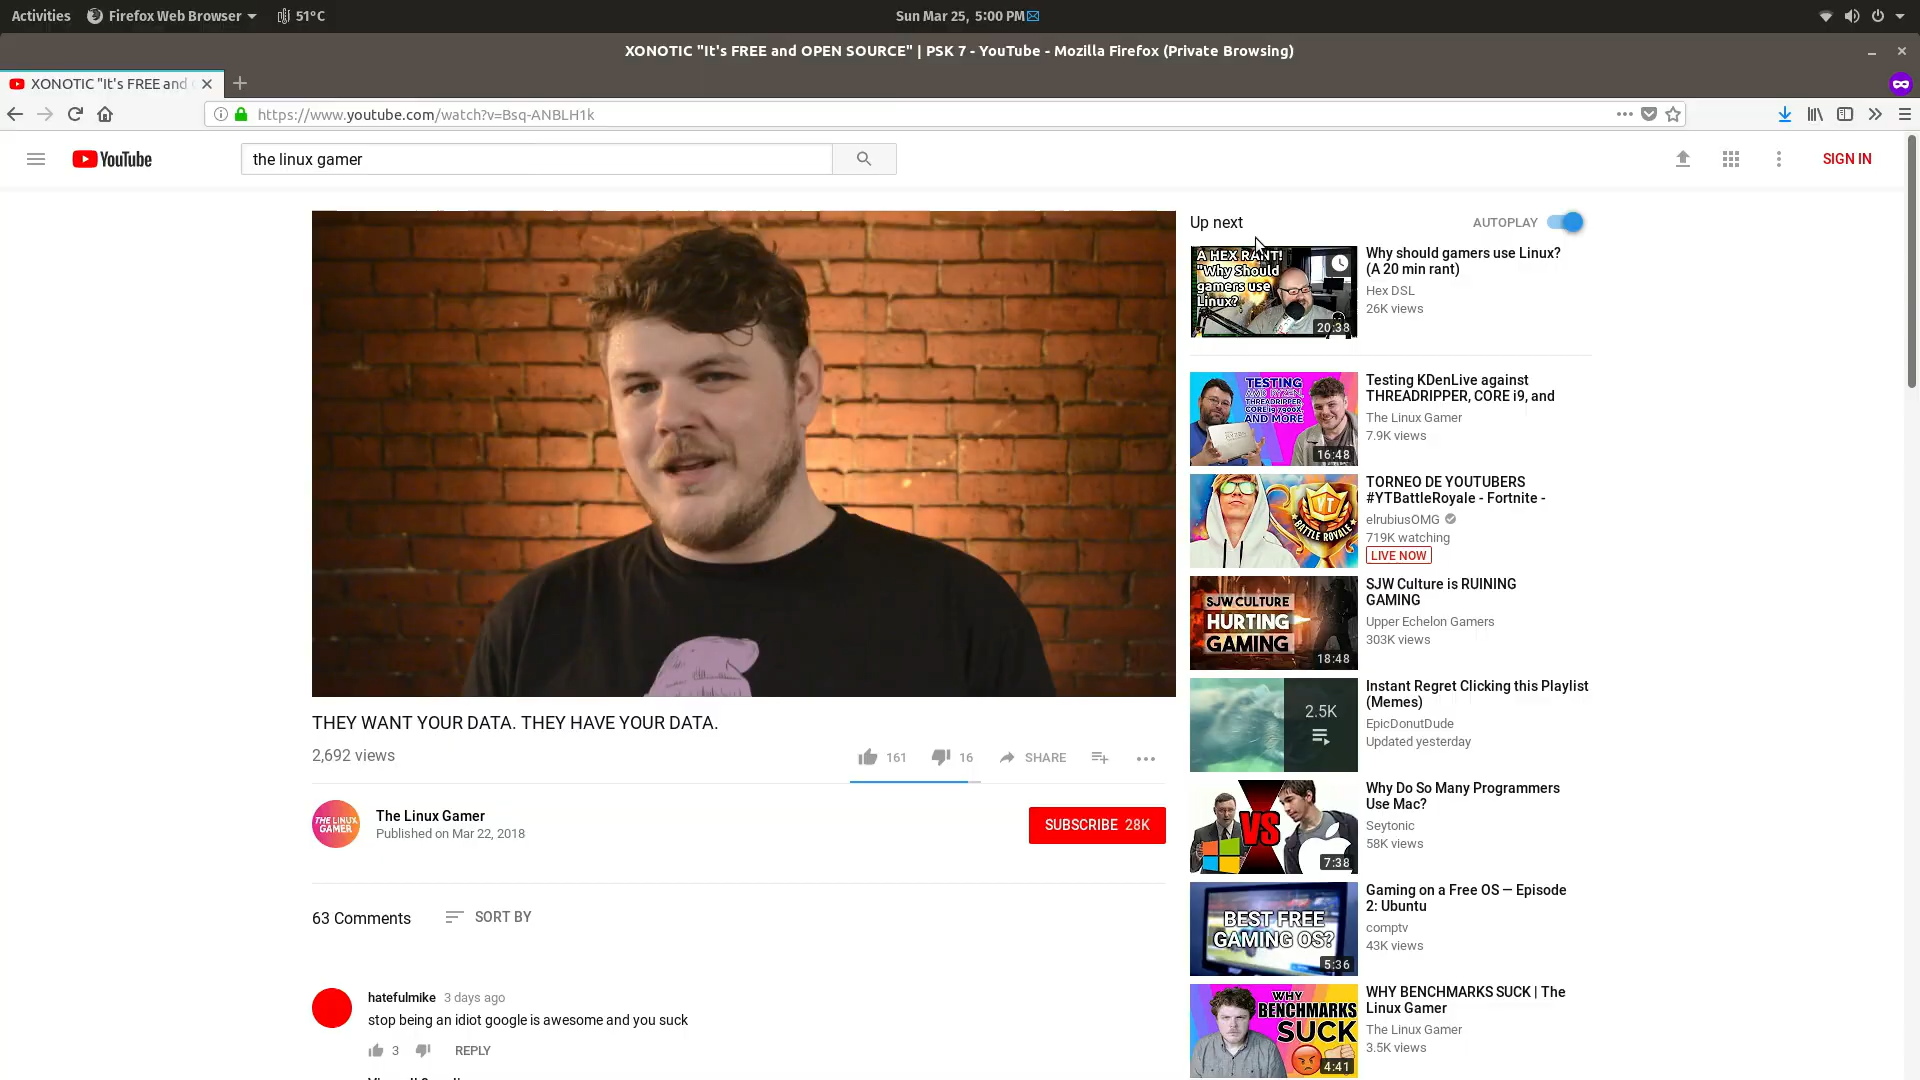 Activities Firefox Web Browser 51°C Sun Mar 25, 5:00 PM
XONOTIC "It's FREE and OPEN SOURCE" | PSK 7 - YouTube - Mozilla Firefox (Private Browsing)
XONOTIC "It's FREE and
https://www.youtube.com/watch?v=Bsq-ANBLH1k
YouTube the linux gamer SIGN IN
THEY WANT YOUR DATA. THEY HAVE YOUR DATA.
2,692 views
161 16 SHARE
THE LINUX
GAMER
The Linux Gamer
Published on Mar 22, 2018
SUBSCRIBE 28K
63 Comments SORT BY
hatefulmike 3 days ago
stop being an idiot google is awesome and you suck
3 REPLY
Up next AUTOPLAY
A HEX RANT!
"Why Should
gamers use
Linux?
20:38
Why should gamers use Linux?
(A 20 min rant)
Hex DSL
26K views
TESTING
AMD RYZEN,
THREADRIPPER,
CORE i9 7900X,
AND MORE
16:48
Testing KDenLive against
THREADRIPPER, CORE i9, and
The Linux Gamer
7.9K views
YT
BATTLE ROYALE
TORNEO DE YOUTUBERS
#YTBattleRoyale - Fortnite -
elrubiusOMG
719K watching
LIVE NOW
SJW CULTURE
HURTING
GAMING
18:48
SJW Culture is RUINING
GAMING
Upper Echelon Gamers
303K views
2.5K
Instant Regret Clicking this Playlist
(Memes)
EpicDonutDude
Updated yesterday
VS
7:38
Why Do So Many Programmers
Use Mac?
Seytonic
58K views
BEST FREE
GAMING OS?
5:36
Gaming on a Free OS — Episode
2: Ubuntu
comptv
43K views
WHY
BENCHMARKS
SUCK
4:41
WHY BENCHMARKS SUCK | The
Linux Gamer
The Linux Gamer
3.5K views